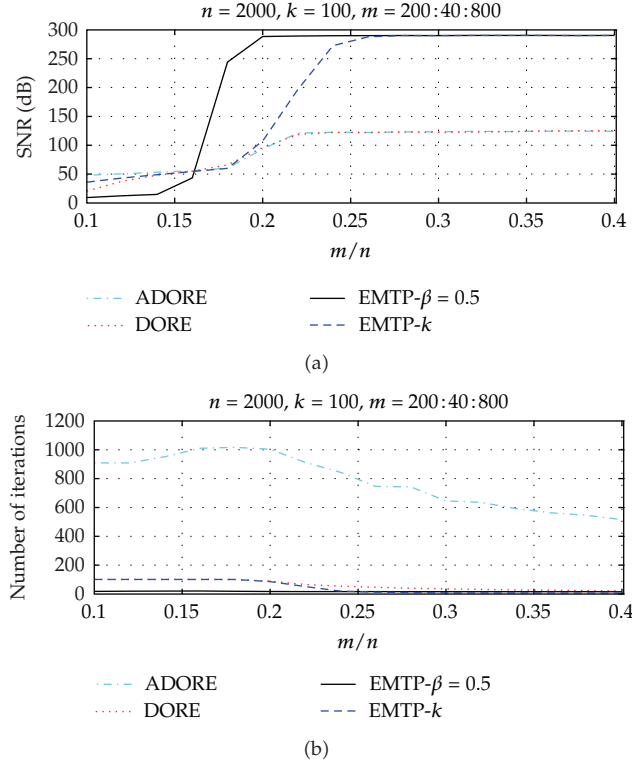 n = 2000, k = 100, m = 200:40:800
300
250
200
150
100
50
0
SNR (dB)
0.1
0.15
0.2
0.25
0.3
0.35
0.4
m/n
ADORE
DORE
EMTP-β = 0.5
EMTP-k
(a)
n = 2000, k = 100, m = 200:40:800
1200
1000
800
600
400
200
0
Number of iterations
0.1
0.15
0.2
0.25
0.3
0.35
0.4
m/n
ADORE
DORE
EMTP-β = 0.5
EMTP-k
(b)